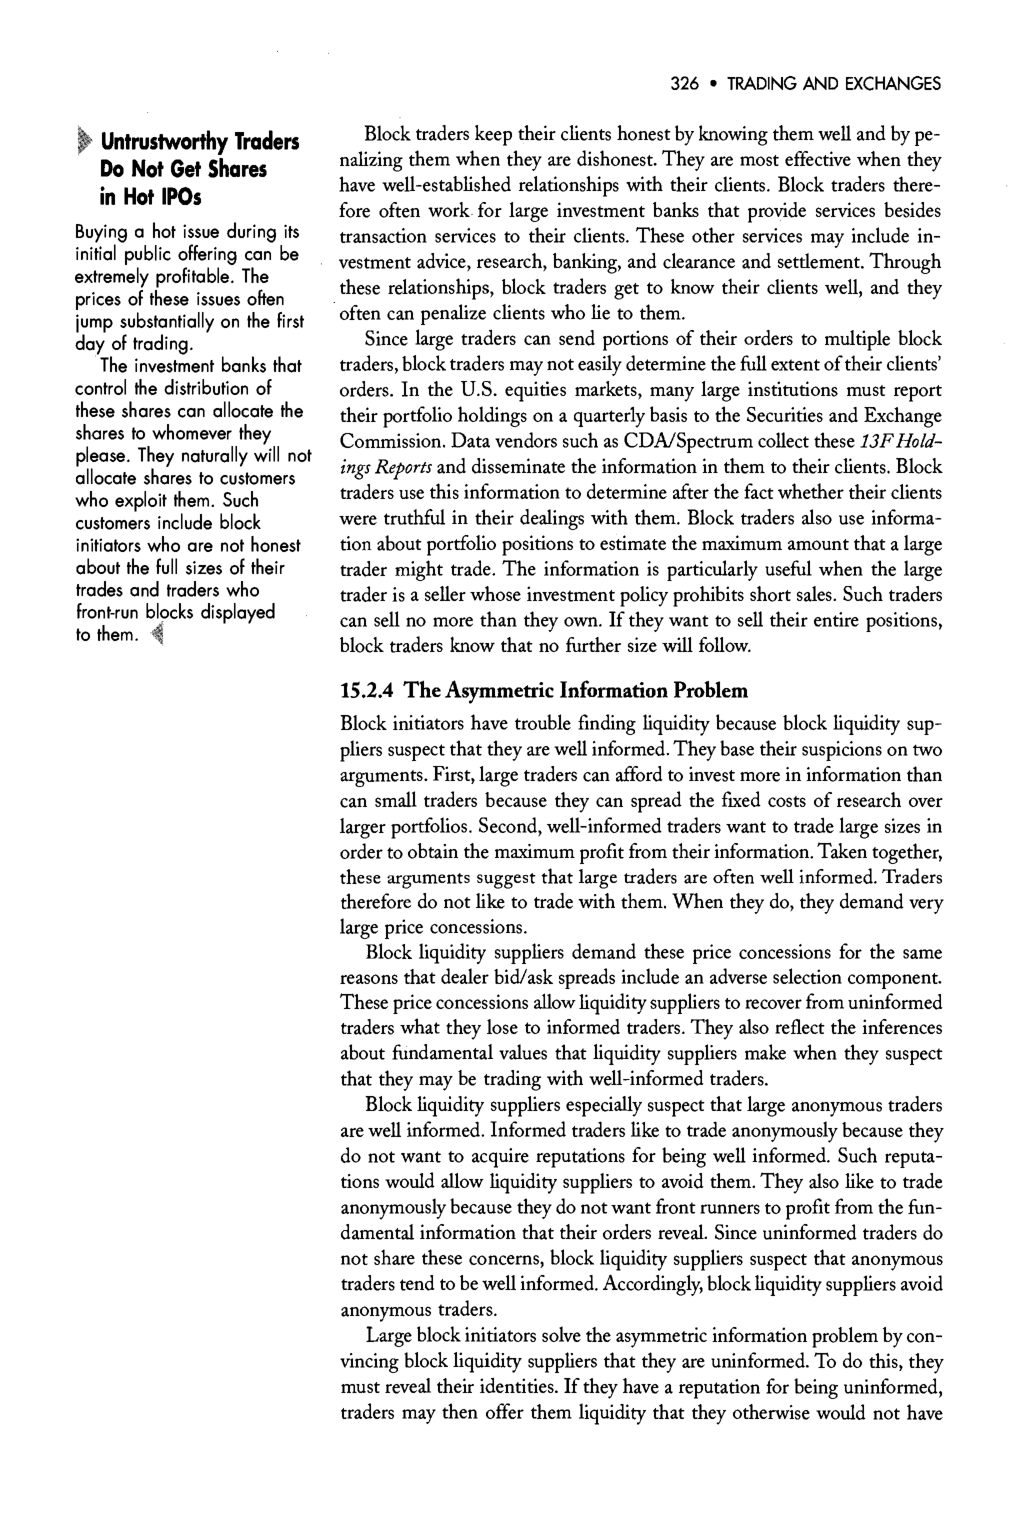 326 • TRADING AND EXCHANGES
Untrustworthy Traders
Do Not Get Shares
in Hot IPOs
Buying a hot issue during its
initial public offering can be
extremely profitable. The
prices of these issues often
jump substantially on the first
day of trading.
The investment banks that
control the distribution of
these shares can allocate the
shares to whomever they
please. They naturally will not
allocate shares to customers
who exploit them. Such
customers include block
initiators who are not honest
about the full sizes of their
trades and traders who
front-run blocks displayed
to them.
Block traders keep their clients honest by knowing them well and by pe-
nalizing them when they are dishonest. They are most effective when they
have well-established relationships with their clients. Block traders there-
fore often work for large investment banks that provide services besides
transaction services to their clients. These other services may include in-
vestment advice, research, banking, and clearance and settlement. Through
these relationships, block traders get to know their clients well, and they
often can penalize clients who lie to them.
Since large traders can send portions of their orders to multiple block
traders, block traders may not easily determine the full extent of their clients'
orders. In the U.S. equities markets, many large institutions must report
their portfolio holdings on a quarterly basis to the Securities and Exchange
Commission. Data vendors such as CDA/Spectrum collect these 13F Hold-
ings Reports and disseminate the information in them to their clients. Block
traders use this information to determine after the fact whether their clients
were truthful in their dealings with them. Block traders also use informa-
tion about portfolio positions to estimate the maximum amount that a large
trader might trade. The information is particularly useful when the large
trader is a seller whose investment policy prohibits short sales. Such traders
can sell no more than they own. If they want to sell their entire positions,
block traders know that no further size will follow.
15.2.4 The Asymmetric Information Problem
Block initiators have trouble finding liquidity because block liquidity sup-
pliers suspect that they are well informed. They base their suspicions on two
arguments. First, large traders can afford to invest more in information than
can small traders because they can spread the fixed costs of research over
larger portfolios. Second, well-informed traders want to trade large sizes in
order to obtain the maximum profit from their information. Taken together,
these arguments suggest that large traders are often well informed. Traders
therefore do not like to trade with them. When they do, they demand very
large price concessions.
Block liquidity suppliers demand these price concessions for the same
reasons that dealer bid/ask spreads include an adverse selection component.
These price concessions allow liquidity suppliers to recover from uninformed
traders what they lose to informed traders. They also reflect the inferences
about fundamental values that liquidity suppliers make when they suspect
that they may be trading with well-informed traders.
Block liquidity suppliers especially suspect that large anonymous traders
are well informed. Informed traders like to trade anonymously because they
do not want to acquire reputations for being well informed. Such reputa-
tions would allow liquidity suppliers to avoid them. They also like to trade
anonymously because they do not want front runners to profit from the fun-
damental information that their orders reveal. Since uninformed traders do
not share these concerns, block liquidity suppliers suspect that anonymous
traders tend to be well informed. Accordingly, block liquidity suppliers avoid
anonymous traders.
Large block initiators solve the asymmetric information problem by con-
vincing block liquidity suppliers that they are uninformed. To do this, they
must reveal their identities. If they have a reputation for being uninformed,
traders may then offer them liquidity that they otherwise would not have